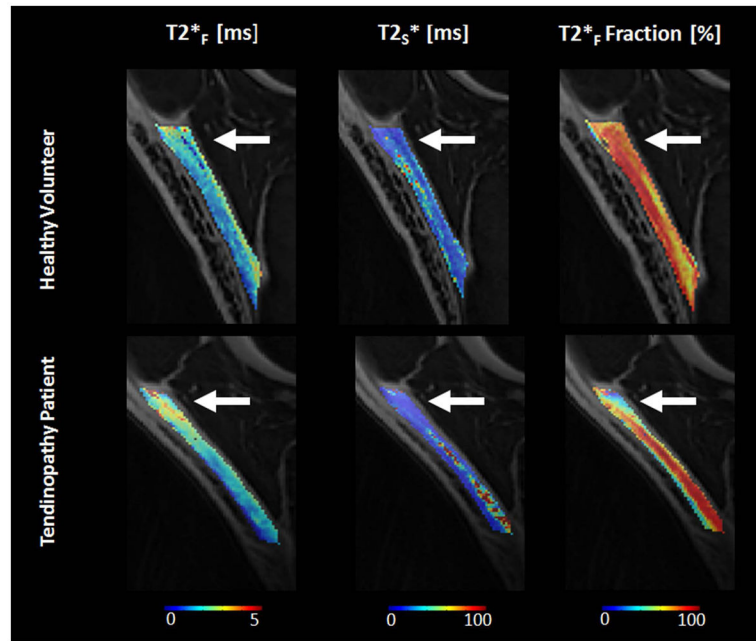 T2*F [ms]
T2S* (ms]
T2*F Fraction [%]
Healthy Volunteer
Tendinopathy Patient
0 5
0 100
0 100